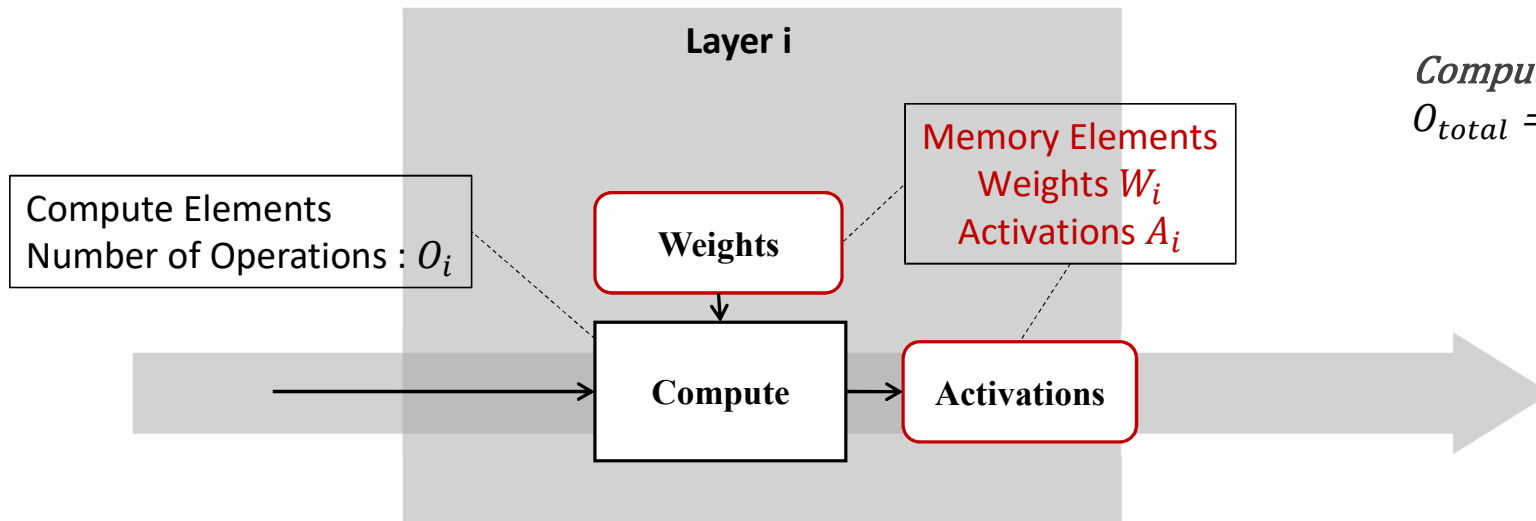 Layer i
Compute Elements
Number of Operations : O_i
Memory Elements
Weights W_i
Activations A_i
Weights
Compute
Activations
O_total =